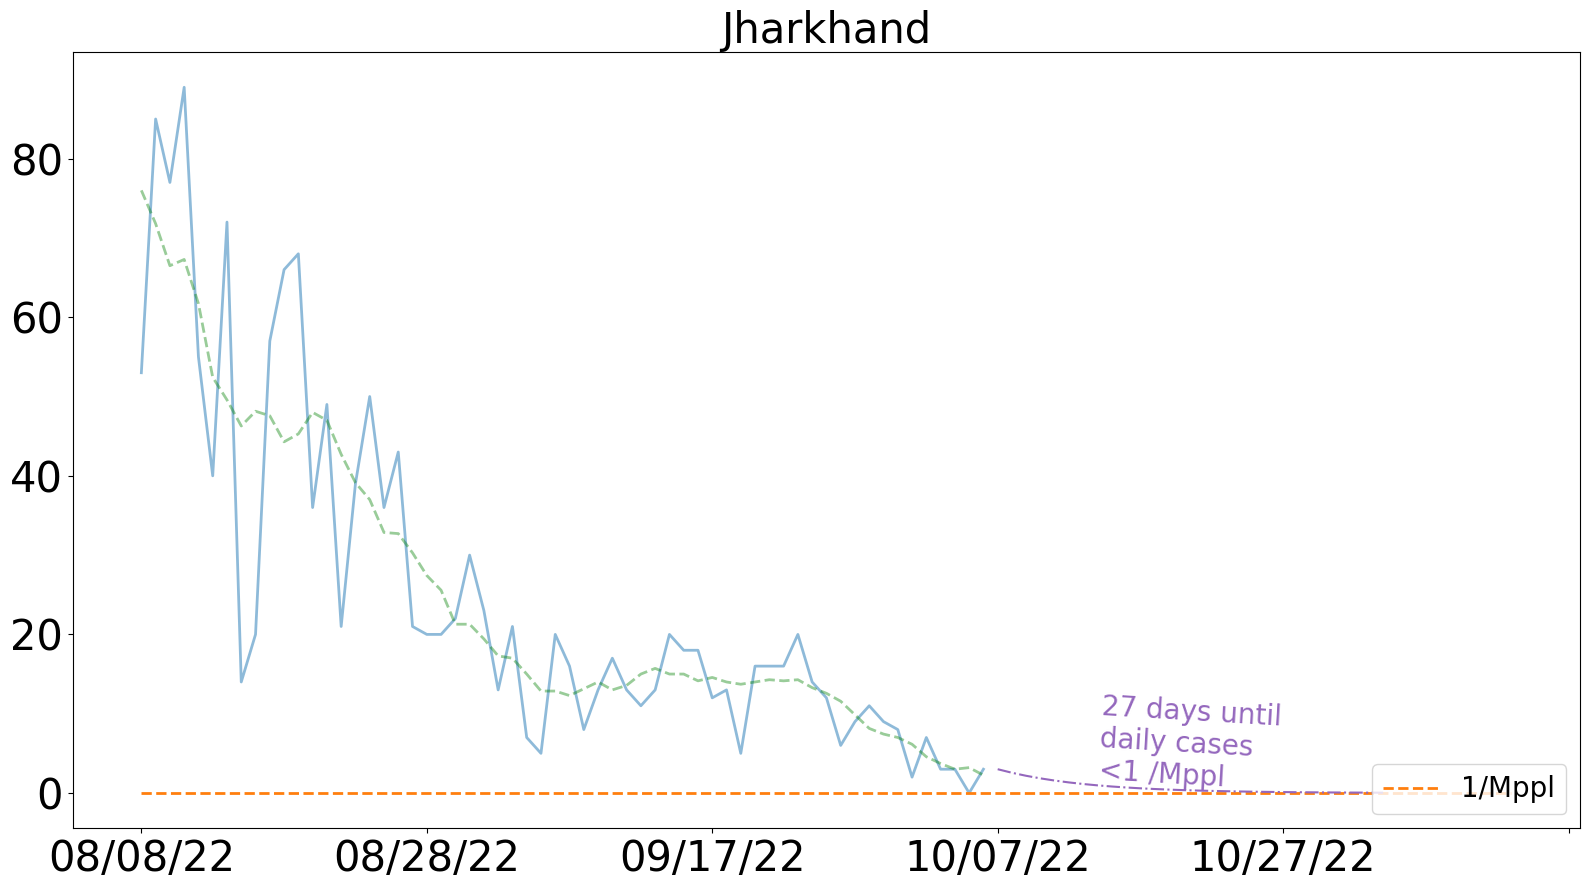 Jharkhand
80
60
40
20
0
27 days until
daily cases
<1 /Mppl
1/Mppl
08/08/22
08/28/22
09/17/22
10/07/22
10/27/22